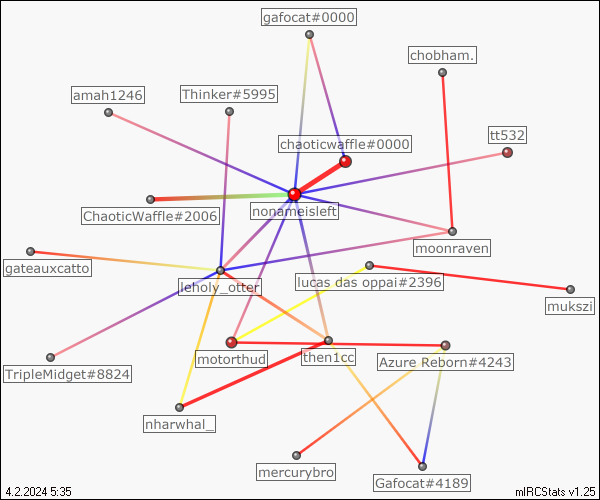 gafocat#0000
chobham.
amah1246
Thinker#5995
tt532
chaoticwaffle#0000
ChaoticWaffle#2006
nonameisleft
moonraven
gateauxcatto
leholy_otter
lucas das oppai#2396
mukszi
motorthud
then1cc
Azure Reborn#4243
TripleMidget#8824
nharwhal_
mercurybro
Gafocat#4189
4.2.2024 5:35
mIRCStats v1.25